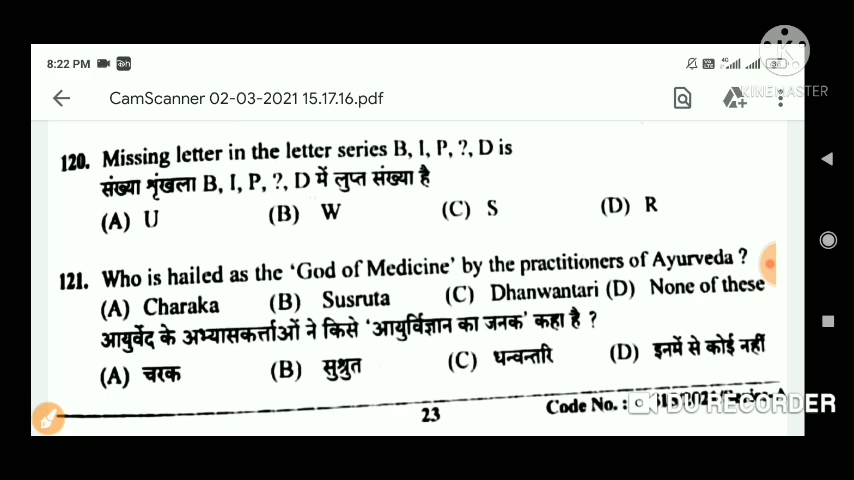 8:22 PM
K
KINEMASTER
CamScanner 02-03-2021 15.17.16.pdf
120. Missing letter in the letter series B, I, P, ?, D is
संख्या शृंखला B, I, P, ?, D में लुप्त संख्या है
(A) U (B) W (C) S (D) R
121. Who is hailed as the ‘God of Medicine’ by the practitioners of Ayurveda ?
(A) Charaka (B) Susruta (C) Dhanwantari (D) None of these
आयुर्वेद के अभ्यासकर्त्ताओं ने किसे ‘आयुर्विज्ञान का जनक’ कहा है ?
(A) चरक (B) सुश्रुत (C) धन्वन्तरि (D) इनमें से कोई नहीं
23
Code No. :
DU RECORDER